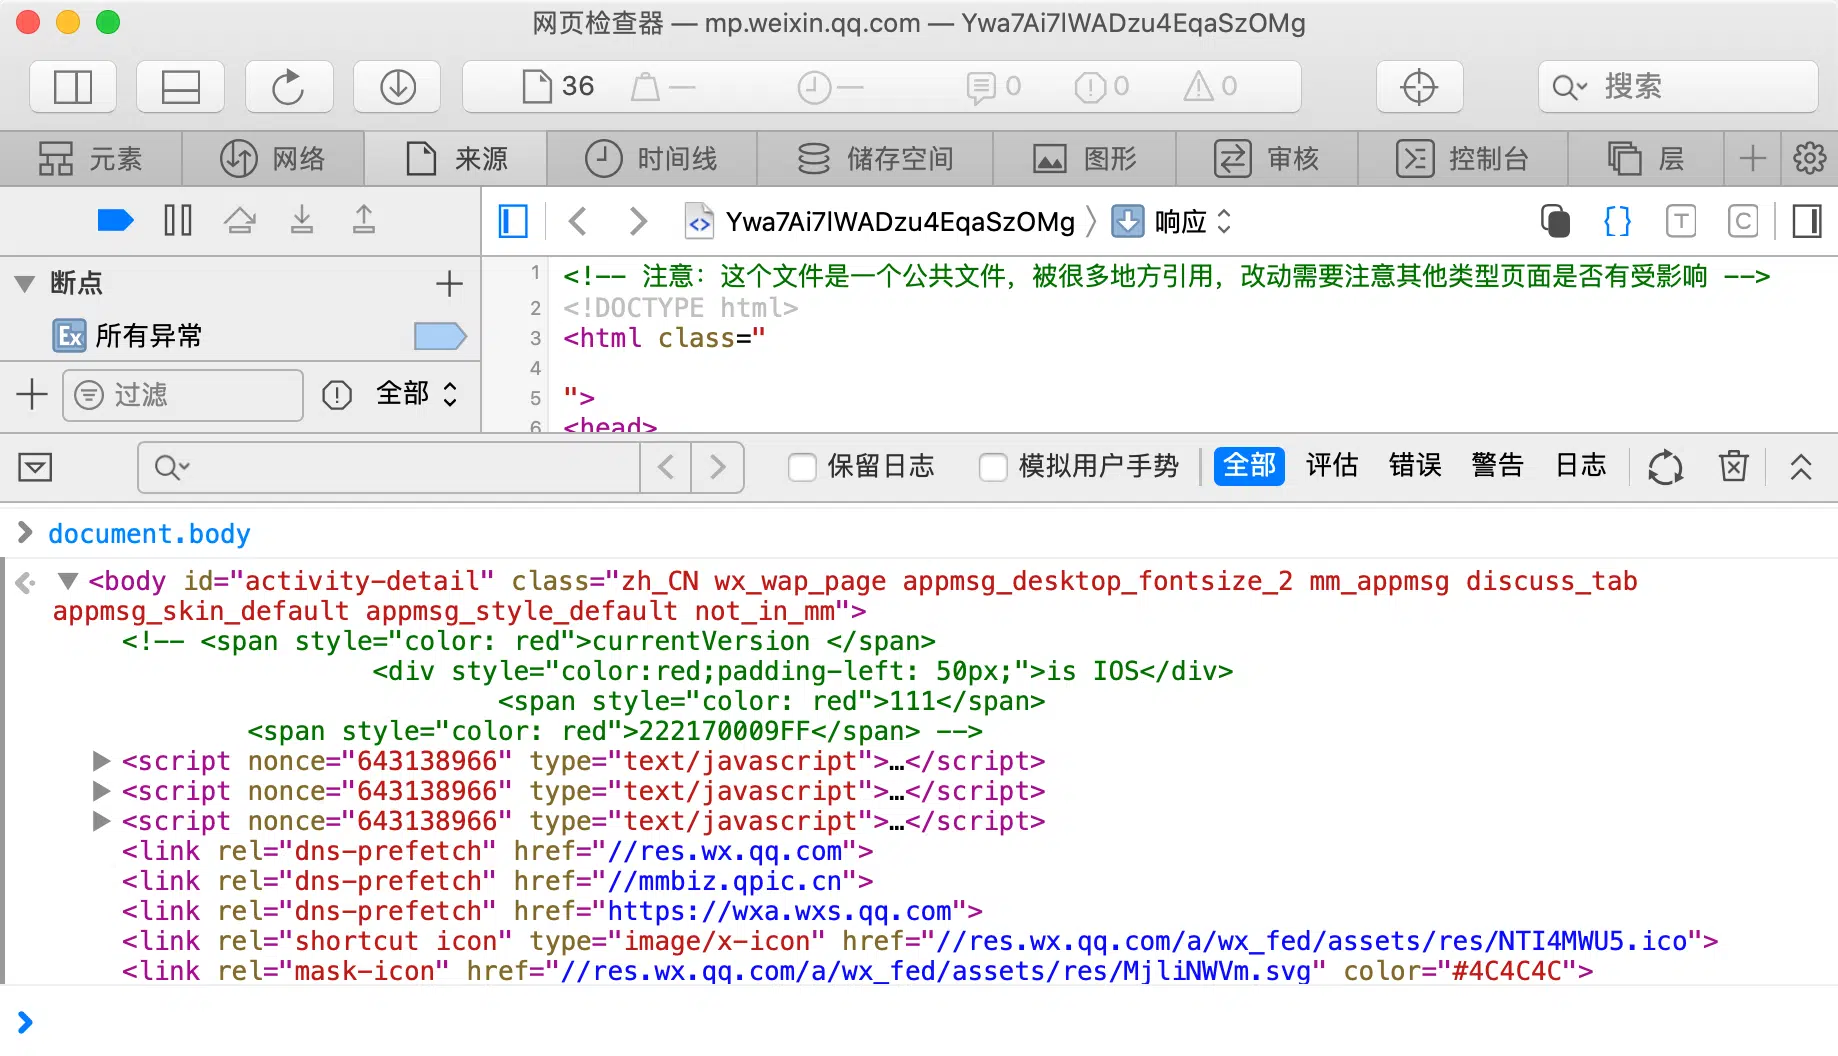 网页检查器 — mp.weixin.qq.com — Ywa7Ai7lWADzu4EqaSzOMg
36 — — 0 0 0 搜索
元素 网络 来源 时间线 储存空间 图形 审核 控制台 层
Ywa7Ai7lWADzu4EqaSzOMg 〉 响应 T C
断点
Ex 所有异常
过滤 全部
1 <!-- 注意：这个文件是一个公共文件，被很多地方引用，改动需要注意其他类型页面是否有受影响 -->
2 <!DOCTYPE html>
3 <html class="
4
5 ">
6 <head>
保留日志 模拟用户手势 全部 评估 错误 警告 日志
document.body
<body id="activity-detail" class="zh_CN wx_wap_page appmsg_desktop_fontsize_2 mm_appmsg discuss_tab
appmsg_skin_default appmsg_style_default not_in_mm">
<!-- <span style="color: red">currentVersion </span>
<div style="color:red;padding-left: 50px;">is IOS</div>
<span style="color: red">111</span>
<span style="color: red">222170009FF</span> -->
<script nonce="643138966" type="text/javascript">…</script>
<script nonce="643138966" type="text/javascript">…</script>
<script nonce="643138966" type="text/javascript">…</script>
<link rel="dns-prefetch" href="//res.wx.qq.com">
<link rel="dns-prefetch" href="//mmbiz.qpic.cn">
<link rel="dns-prefetch" href="https://wxa.wxs.qq.com">
<link rel="shortcut icon" type="image/x-icon" href="//res.wx.qq.com/a/wx_fed/assets/res/NTI4MWU5.ico">
<link rel="mask-icon" href="//res.wx.qq.com/a/wx_fed/assets/res/MjliNWVm.svg" color="#4C4C4C">